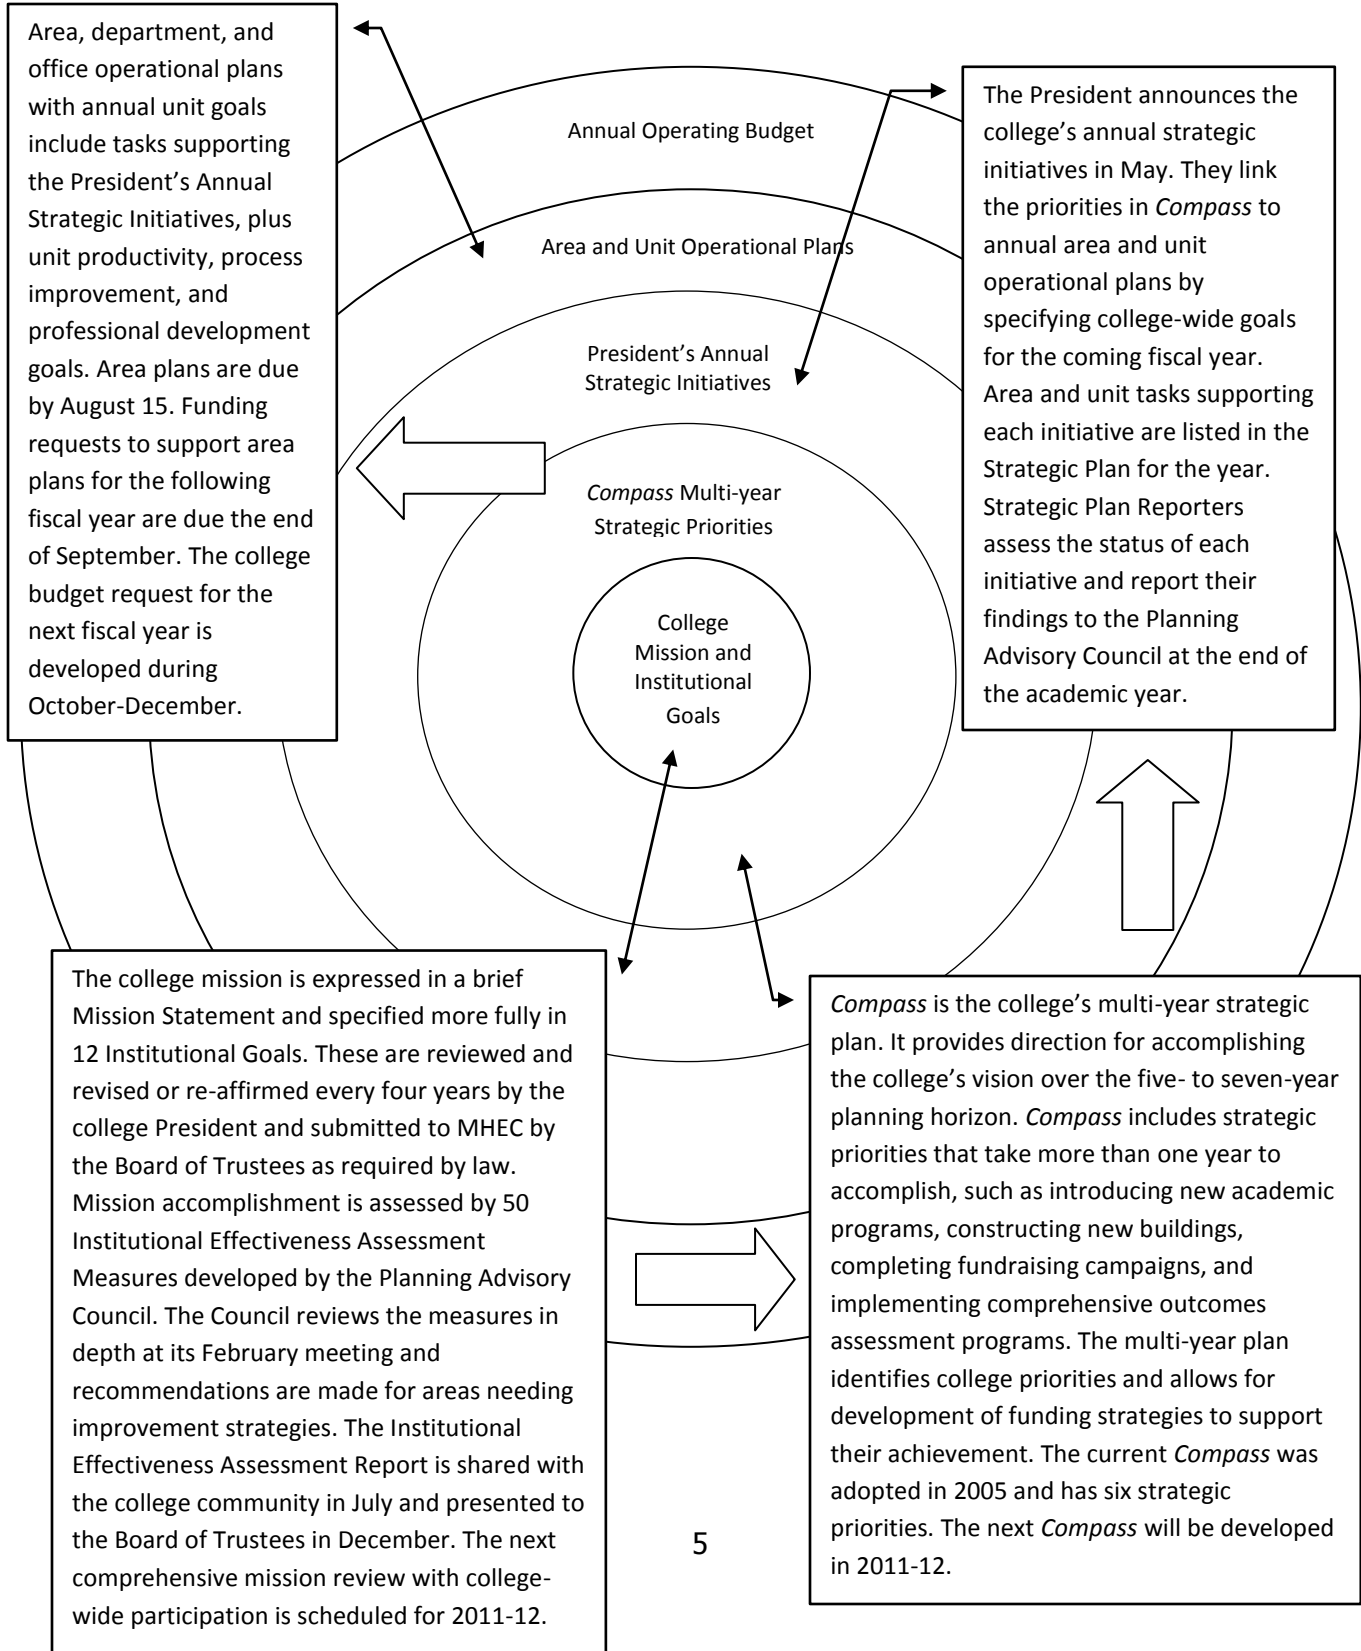 Area, department, and
office operational plans
with annual unit goals
include tasks supporting
the President’s Annual
Strategic Initiatives, plus
unit productivity, process
improvement, and
professional development
goals. Area plans are due
by August 15. Funding
requests to support area
plans for the following
fiscal year are due the end
of September. The college
budget request for the
next fiscal year is
developed during
October-December.
Annual Operating Budget
Area and Unit Operational Plans
President’s Annual
Strategic Initiatives
Compass Multi-year
Strategic Priorities
College
Mission and
Institutional
Goals
The President announces the
college’s annual strategic
initiatives in May. They link
the priorities in Compass to
annual area and unit
operational plans by
specifying college-wide goals
for the coming fiscal year.
Area and unit tasks supporting
each initiative are listed in the
Strategic Plan for the year.
Strategic Plan Reporters
assess the status of each
initiative and report their
findings to the Planning
Advisory Council at the end of
the academic year.
The college mission is expressed in a brief
Mission Statement and specified more fully in
12 Institutional Goals. These are reviewed and
revised or re-affirmed every four years by the
college President and submitted to MHEC by
the Board of Trustees as required by law.
Mission accomplishment is assessed by 50
Institutional Effectiveness Assessment
Measures developed by the Planning Advisory
Council. The Council reviews the measures in
depth at its February meeting and
recommendations are made for areas needing
improvement strategies. The Institutional
Effectiveness Assessment Report is shared with
the college community in July and presented to
the Board of Trustees in December. The next
comprehensive mission review with college-
wide participation is scheduled for 2011-12.
Compass is the college’s multi-year strategic
plan. It provides direction for accomplishing
the college’s vision over the five- to seven-year
planning horizon. Compass includes strategic
priorities that take more than one year to
accomplish, such as introducing new academic
programs, constructing new buildings,
completing fundraising campaigns, and
implementing comprehensive outcomes
assessment programs. The multi-year plan
identifies college priorities and allows for
development of funding strategies to support
their achievement. The current Compass was
adopted in 2005 and has six strategic
priorities. The next Compass will be developed
in 2011-12.
5